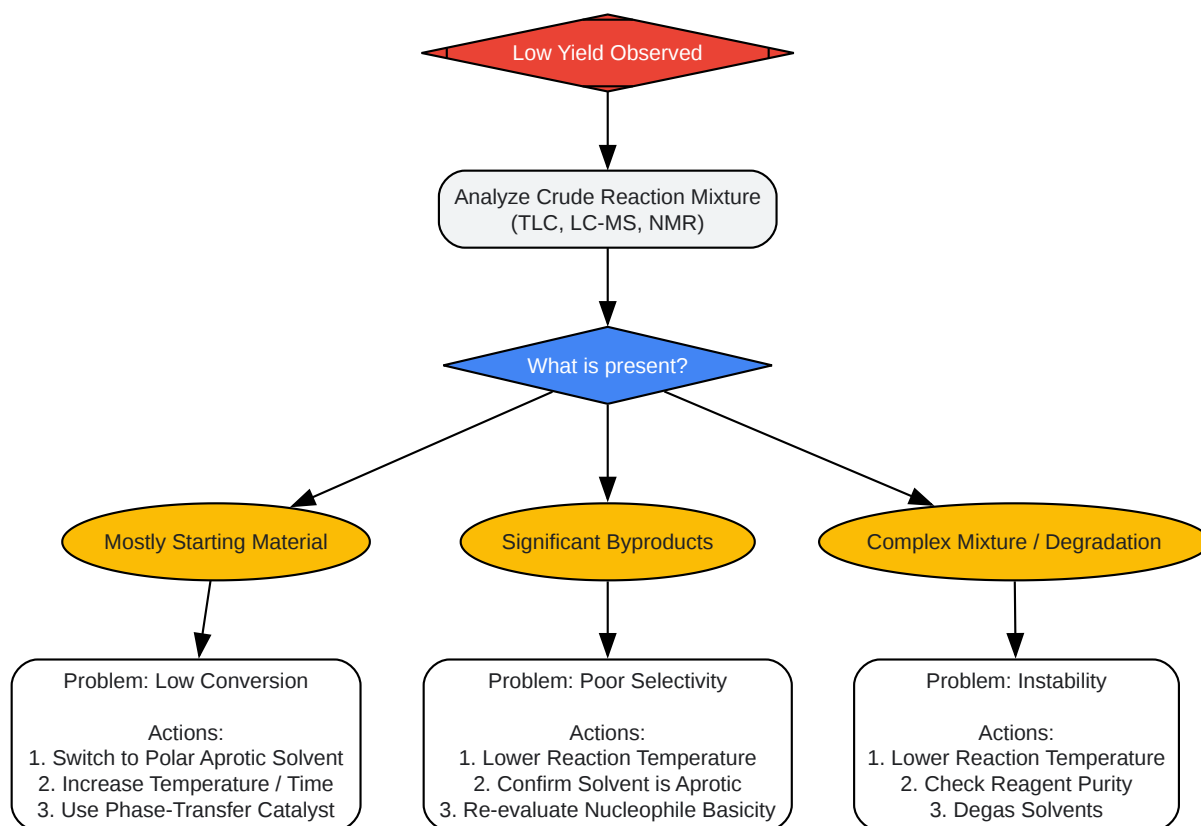 Low Yield Observed
Analyze Crude Reaction Mixture
(TLC, LC-MS, NMR)
What is present?
Mostly Starting Material
Significant Byproducts
Complex Mixture / Degradation
Problem: Low Conversion
Actions:
1. Switch to Polar Aprotic Solvent
2. Increase Temperature / Time
3. Use Phase-Transfer Catalyst
Problem: Poor Selectivity
Actions:
1. Lower Reaction Temperature
2. Confirm Solvent is Aprotic
3. Re-evaluate Nucleophile Basicity
Problem: Instability
Actions:
1. Lower Reaction Temperature
2. Check Reagent Purity
3. Degas Solvents